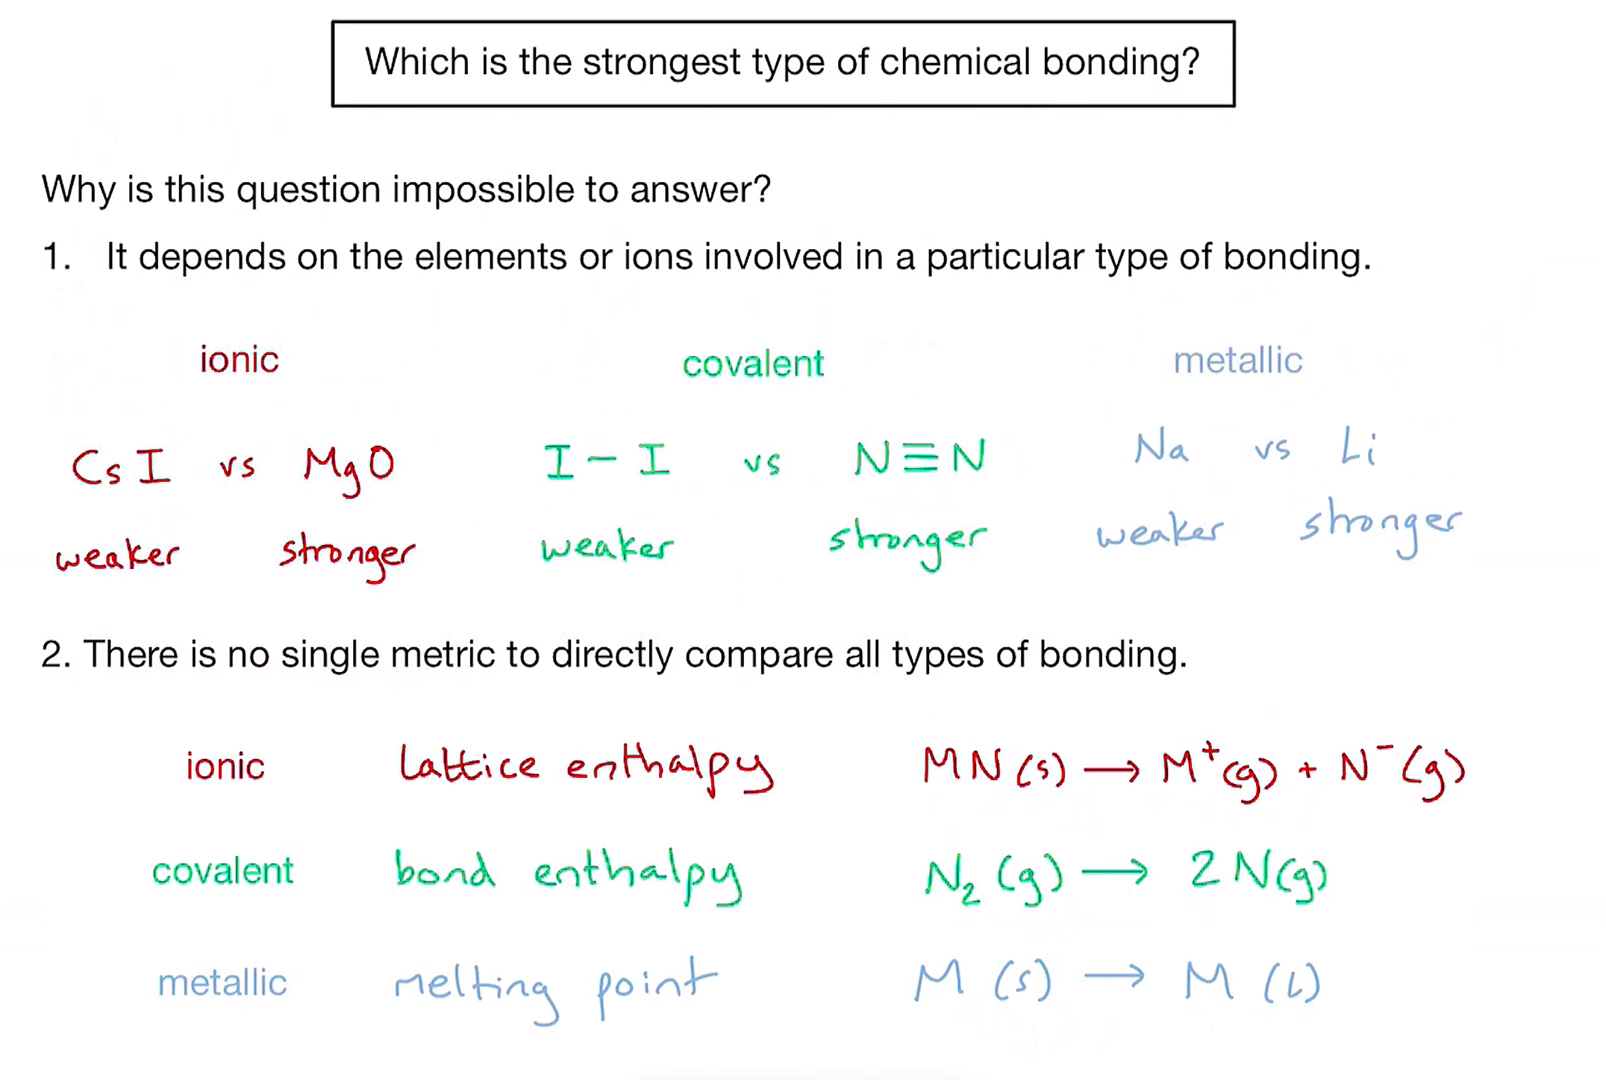 Which is the strongest type of chemical bonding?
Why is this question impossible to answer?
1. It depends on the elements or ions involved in a particular type of bonding.
ionic covalent metallic
CsI vs MgO I–I vs N≡N Na vs Li
weaker stronger weaker stronger weaker stronger
2. There is no single metric to directly compare all types of bonding.
ionic lattice enthalpy MN(s) → M⁺(g) + N⁻(g)
covalent bond enthalpy N₂(g) → 2N(g)
metallic melting point M(s) → M(l)